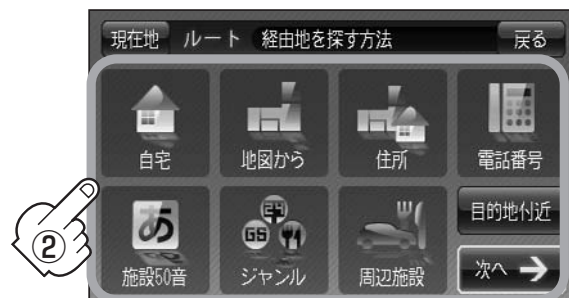 現在地 ルート 経由地を探す方法 戻る
自宅 地図から 住所 電話番号
あ GS 目的地付近
② 施設50音 ジャンル 周辺施設 次へ